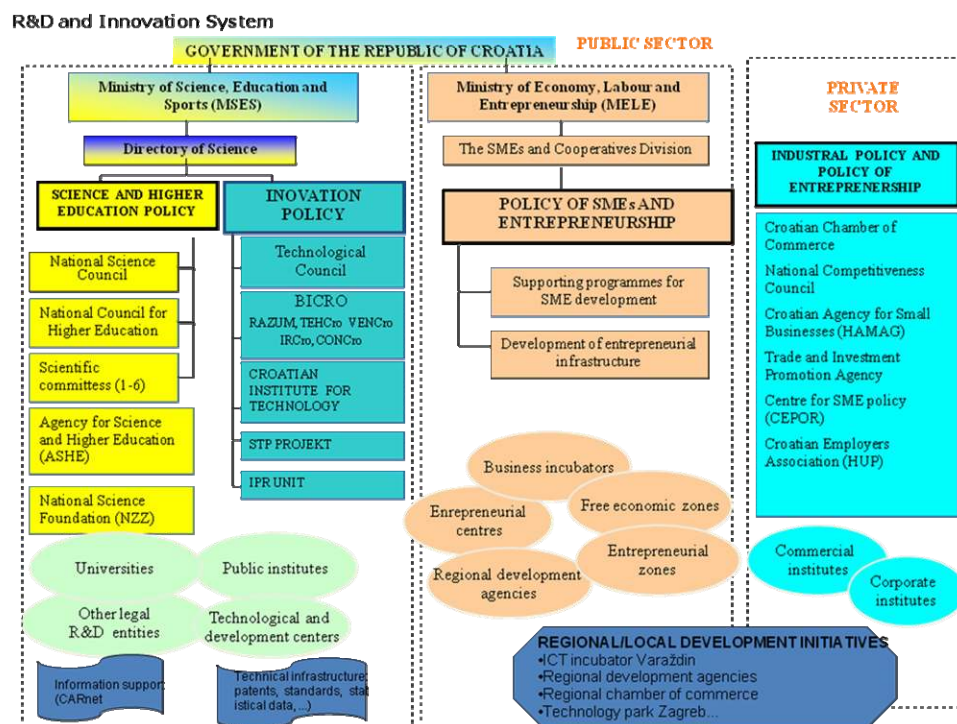 R&D and Innovation System
GOVERNMENT OF THE REPUBLIC OF CROATIA
PUBLIC SECTOR
Ministry of Science, Education and
Sports (MSES)
Directory of Science
SCIENCE AND HIGHER
EDUCATION POLICY
National Science
Council
National Council for
Higher Education
Scientific
committess (1-6)
Agency for
Science and Higher
Education (ASHE)
National Science
Foundation (NZZ)
INOVATION
POLICY
Technological
Council
BICRO
RAZUM, TEHCro VENCro
IRCro, CONCro
CROATIAN
INSTITUTE FOR
TECHNOLOGY
STP PROJEKT
IPR UNIT
Universities
Public institutes
Other legal
R&D entities
Technological and
development centers
Information support
(CARnet
Technical infrastructure:
patents, standards, stat
istical data, ...)
Ministry of Economy, Labour and
Entrepreneurship (MELE)
The SMEs and Cooperatives Division
POLICY OF SMEs AND
ENTREPRENEURSHIP
Supporting programmes for
SME development
Development of entrepreneurial
infrastructure
Business incubators
Enrepreneurial
centres
Free economic zones
Regional development
agencies
Entrepreneurial
zones
PRIVATE
SECTOR
INDUSTRAL POLICY AND
POLICY OF
ENTREPRENERSHIP
Croatian Chamber of
Commerce
National Competitiveness
Council
Croatian Agency for Small
Businesses (HAMAG)
Trade and Investment
Promotion Agency
Centre for SME policy
(CEPOR)
Croatian Employers
Association (HUP)
Commercial
institutes
Corporate
institutes
REGIONAL/LOCAL DEVELOPMENT INITIATIVES
•ICT incubator Varaždin
•Regional development agencies
•Regional chamber of commerce
•Technology park Zagreb...